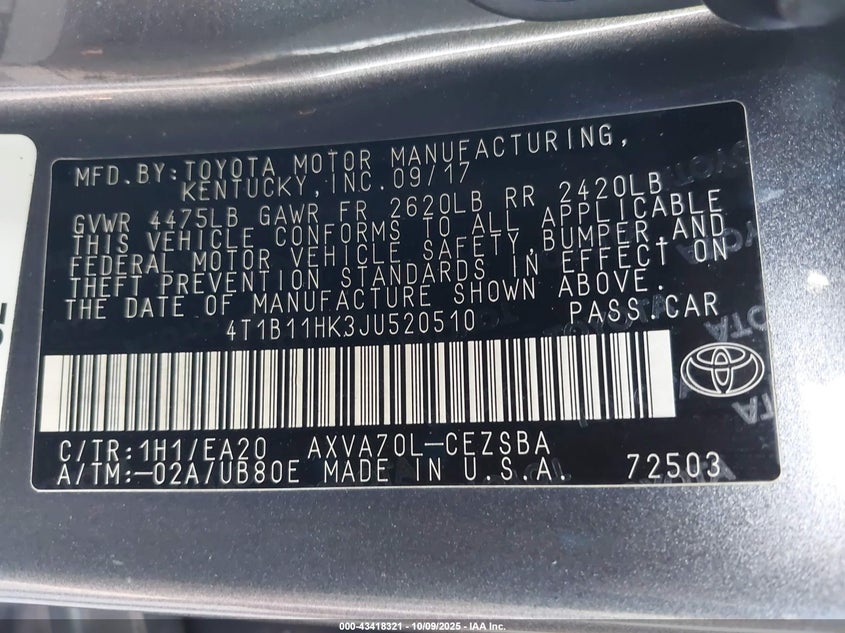 MFD.BY:TOYOTA MOTOR MANUFACTURING,
KENTUCKY,INC.09/17
GVWR 4475LB GAWR FR 2620LB RR 2420LB
THIS VEHICLE CONFORMS TO ALL APPLICABLE
FEDERAL MOTOR VEHICLE SAFETY,BUMPER AND
THEFT PREVENTION STANDARDS IN EFFECT ON
THE DATE OF MANUFACTURE SHOWN ABOVE.
4T1B11HK3JU520510 PASS.CAR
C/TR:1H1/EA20 AXVA70L-CEZSBA
A/TM:-02A/UB80E MADE IN U.S.A. 72503
000-43418321 | 10/09/2025 - IAA Inc.